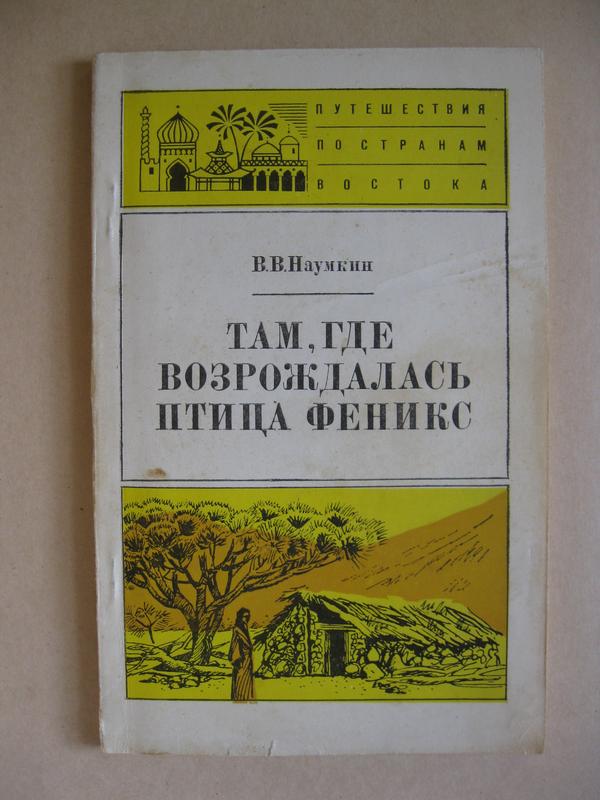 ПУТЕШЕСТВИЯ
ПО СТРАНАМ
ВОСТОКА
В.В.Наумкин
ТАМ, ГДЕ
ВОЗРОЖДАЛАСЬ
ПТИЦА ФЕНИКС